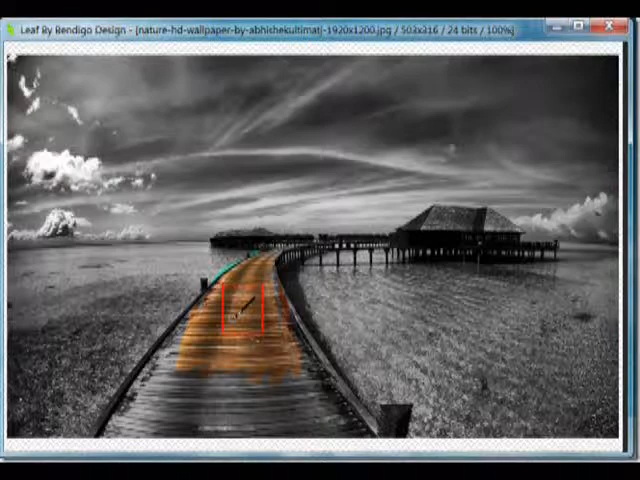 Leaf By Bendigo Design - [nature-hd-wallpaper-by-abhishekultimatj-1920x1200.jpg / 503x316 / 24 bits / 100%]